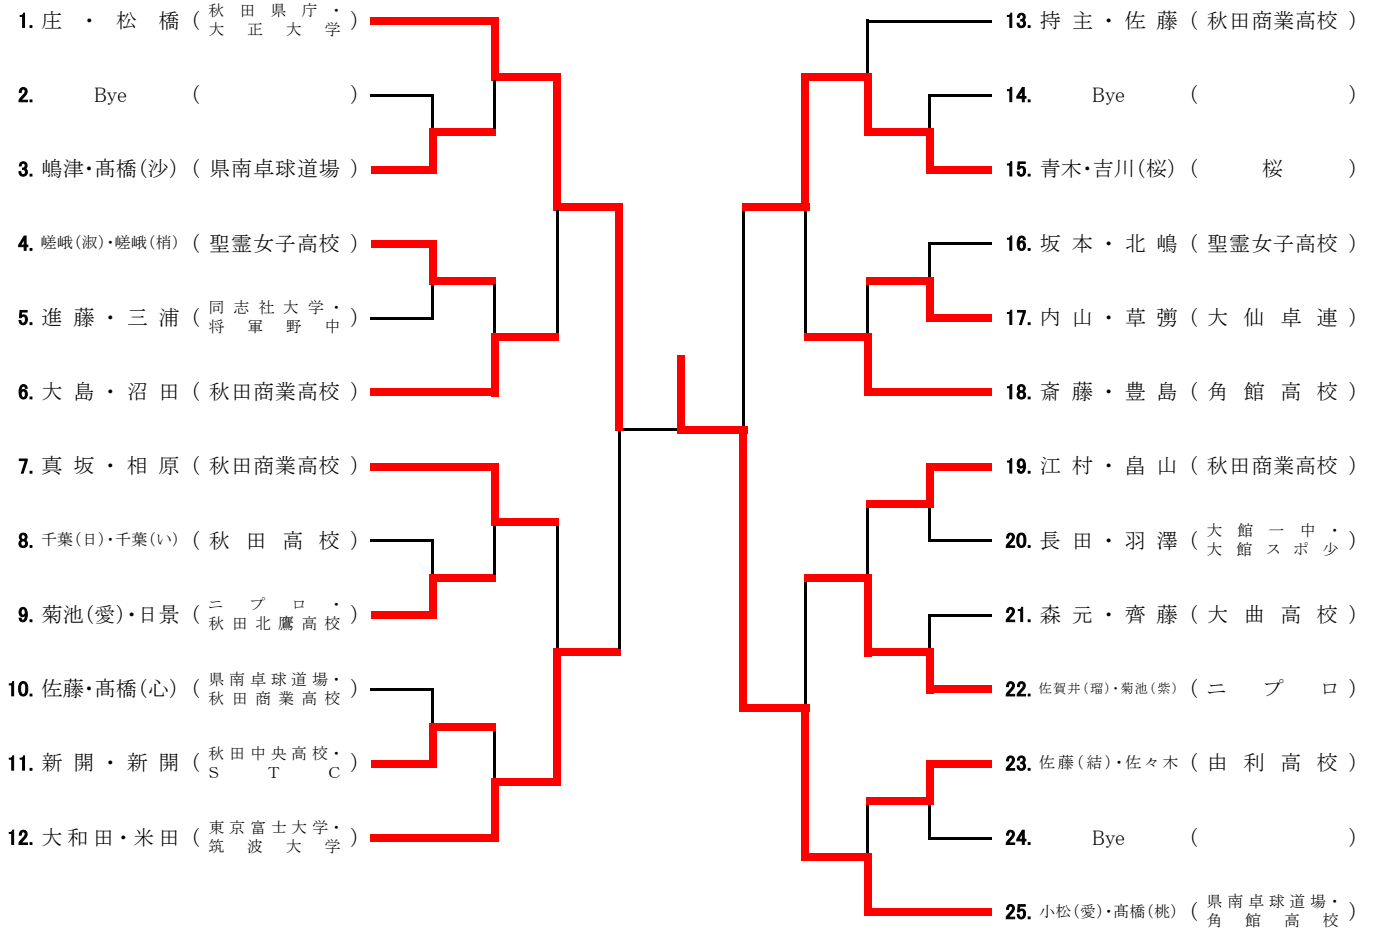 1. 庄・松橋 (秋田県庁・
大正大学)
2. Bye ( )
3. 嶋津・髙橋(沙) (県南卓球道場)
4. 嵯峨(淑)・嵯峨(梢) (聖霊女子高校)
5. 進藤・三浦 (同志社大学・
将軍野中)
6. 大島・沼田 (秋田商業高校)
7. 真坂・相原 (秋田商業高校)
8. 千葉(日)・千葉(い) (秋田高校)
9. 菊池(愛)・日景 (ニプロ・
秋田北鷹高校)
10. 佐藤・髙橋(心) (県南卓球道場・
秋田商業高校)
11. 新開・新開 (秋田中央高校・
STC)
12. 大和田・米田 (東京富士大学・
筑波大学)
13. 持主・佐藤 (秋田商業高校)
14. Bye ( )
15. 青木・吉川(桜) (桜)
16. 坂本・北嶋 (聖霊女子高校)
17. 内山・草彅 (大仙卓連)
18. 斎藤・豊島 (角館高校)
19. 江村・畠山 (秋田商業高校)
20. 長田・羽澤 (大館一中・
大館スポ少)
21. 森元・齊藤 (大曲高校)
22. 佐賀井(瑠)・菊池(紫) (ニプロ)
23. 佐藤(結)・佐々木 (由利高校)
24. Bye ( )
25. 小松(愛)・髙橋(桃) (県南卓球道場・
角館高校)